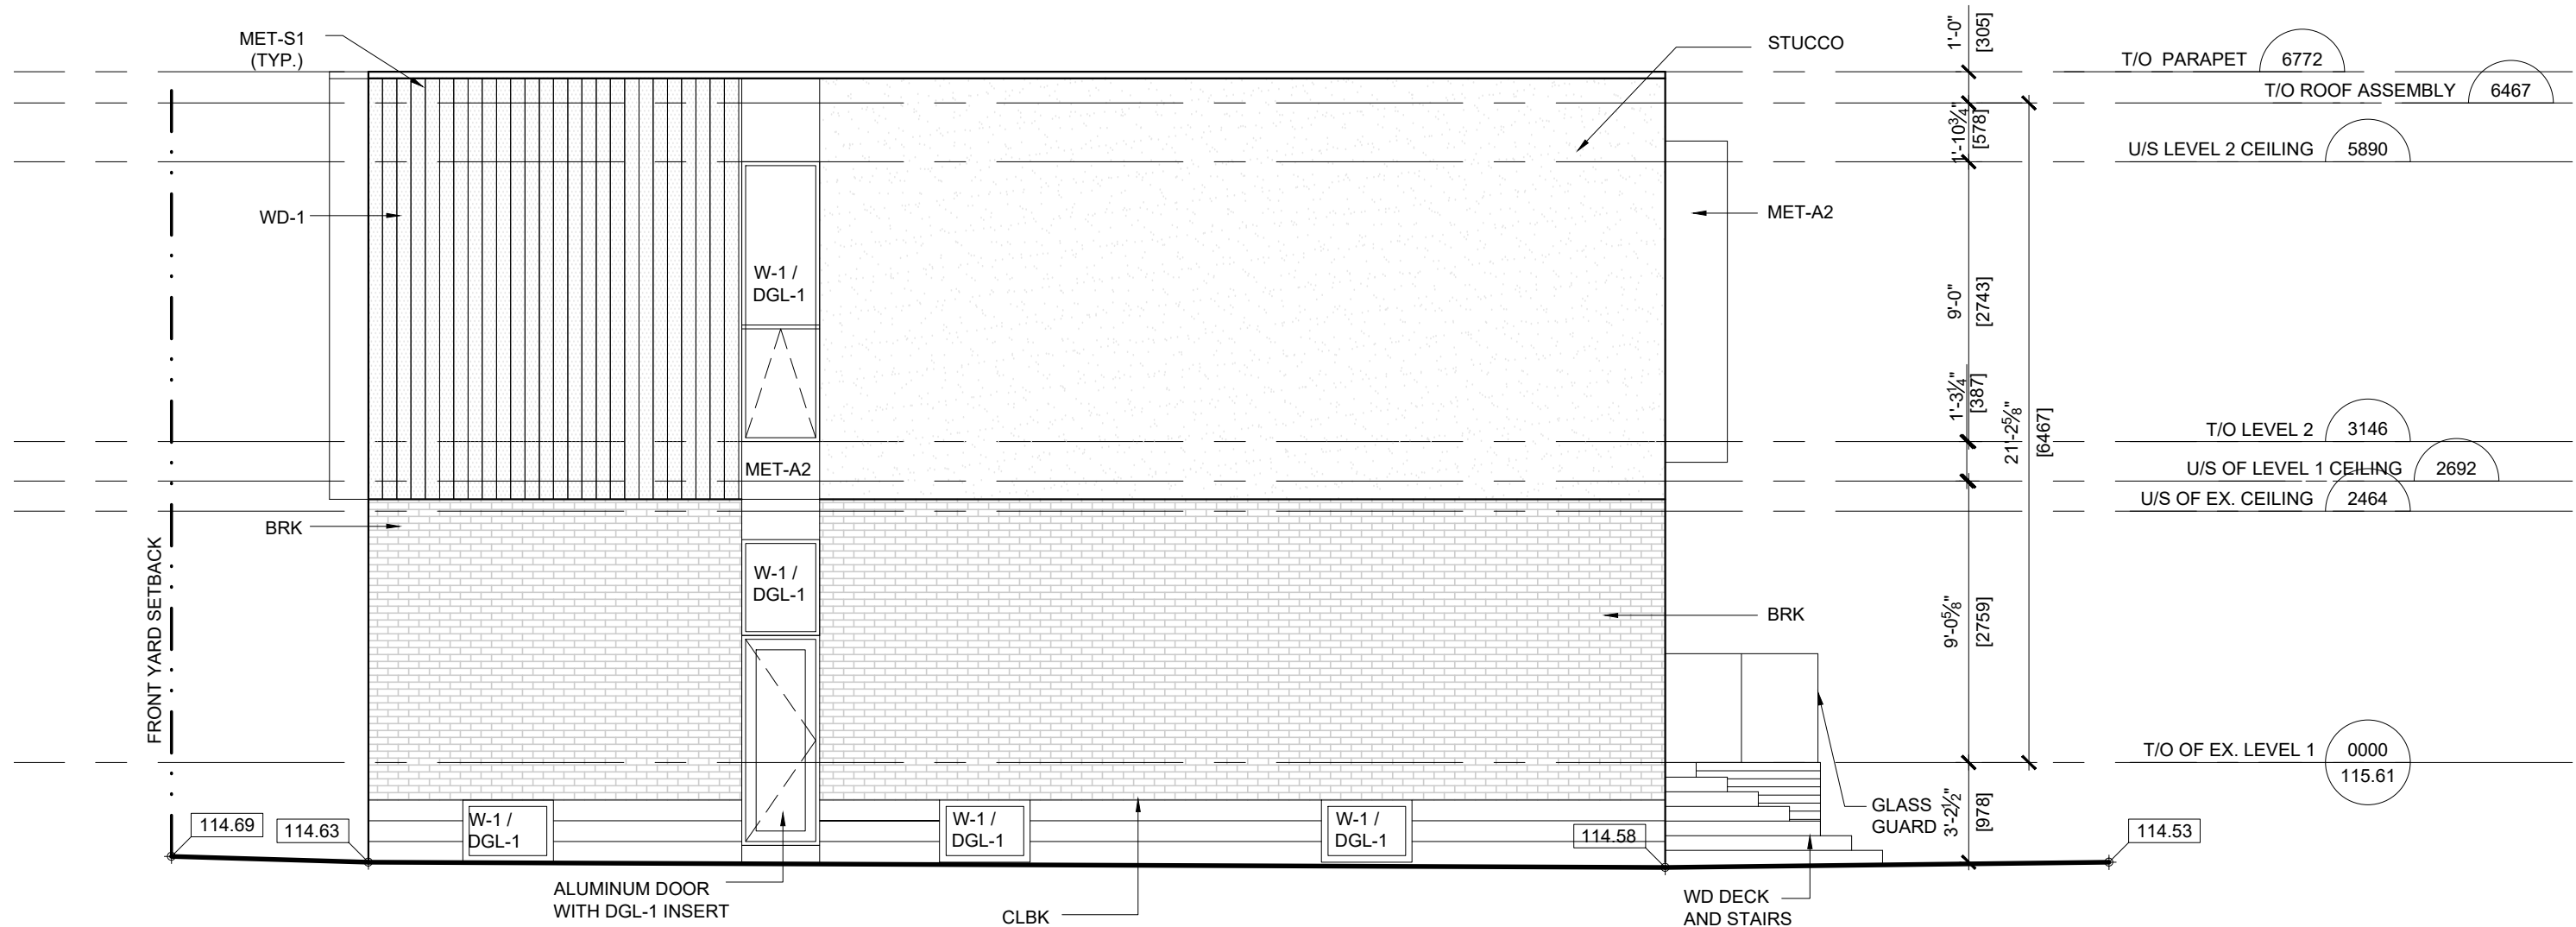 MET-S1
(TYP.)
STUCCO
1'-0"
[305]
T/O PARAPET 6772
T/O ROOF ASSEMBLY 6467
1'-10¾"
[578]
U/S LEVEL 2 CEILING 5890
WD-1
MET-A2
W-1 /
DGL-1
9'-0"
[2743]
1'-3¼"
[387]
21'-2⅝"
[6467]
T/O LEVEL 2 3146
MET-A2
U/S OF LEVEL 1 CEILING 2692
U/S OF EX. CEILING 2464
BRK
W-1 /
DGL-1
BRK
9'-0⅝"
[2759]
FRONT YARD SETBACK
T/O OF EX. LEVEL 1 0000
115.61
114.69
114.63
W-1 /
DGL-1
W-1 /
DGL-1
W-1 /
DGL-1
114.58
GLASS
GUARD
3'-2½"
[978]
114.53
ALUMINUM DOOR
WITH DGL-1 INSERT
CLBK
WD DECK
AND STAIRS